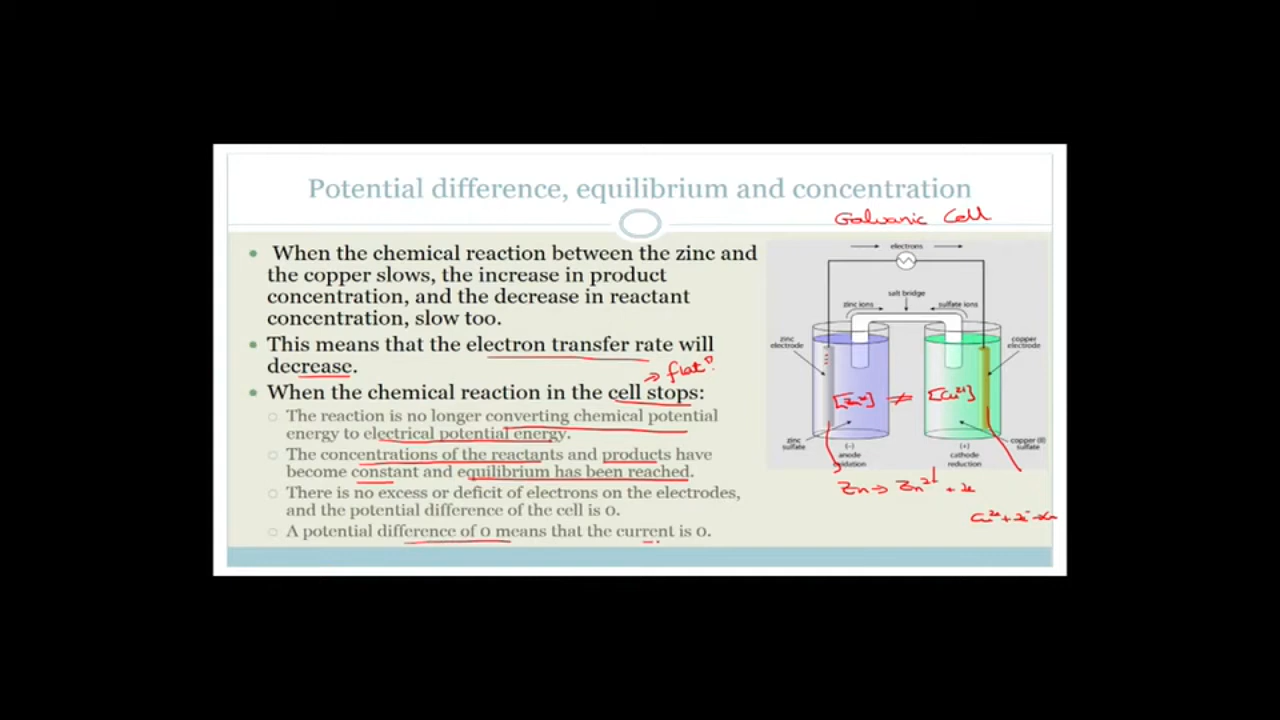 Potential difference, equilibrium and concentration
Galvanic Cell
• When the chemical reaction between the zinc and
the copper slows, the increase in product
concentration, and the decrease in reactant
concentration, slow too.
• This means that the electron transfer rate will
decrease.
→ flat?
• When the chemical reaction in the cell stops:
○ The reaction is no longer converting chemical potential
energy to electrical potential energy.
○ The concentrations of the reactants and products have
become constant and equilibrium has been reached.
○ There is no excess or deficit of electrons on the electrodes,
and the potential difference of the cell is 0.
○ A potential difference of 0 means that the current is 0.
electrons
salt bridge
zinc ions
sulfate ions
zinc
electrode
copper
electrode
[Zn²⁺] ≠ [Cu²⁺]
zinc
sulfate
(−)
anode
oxidation
(+)
cathode
reduction
copper (II)
sulfate
Zn → Zn²⁺ +